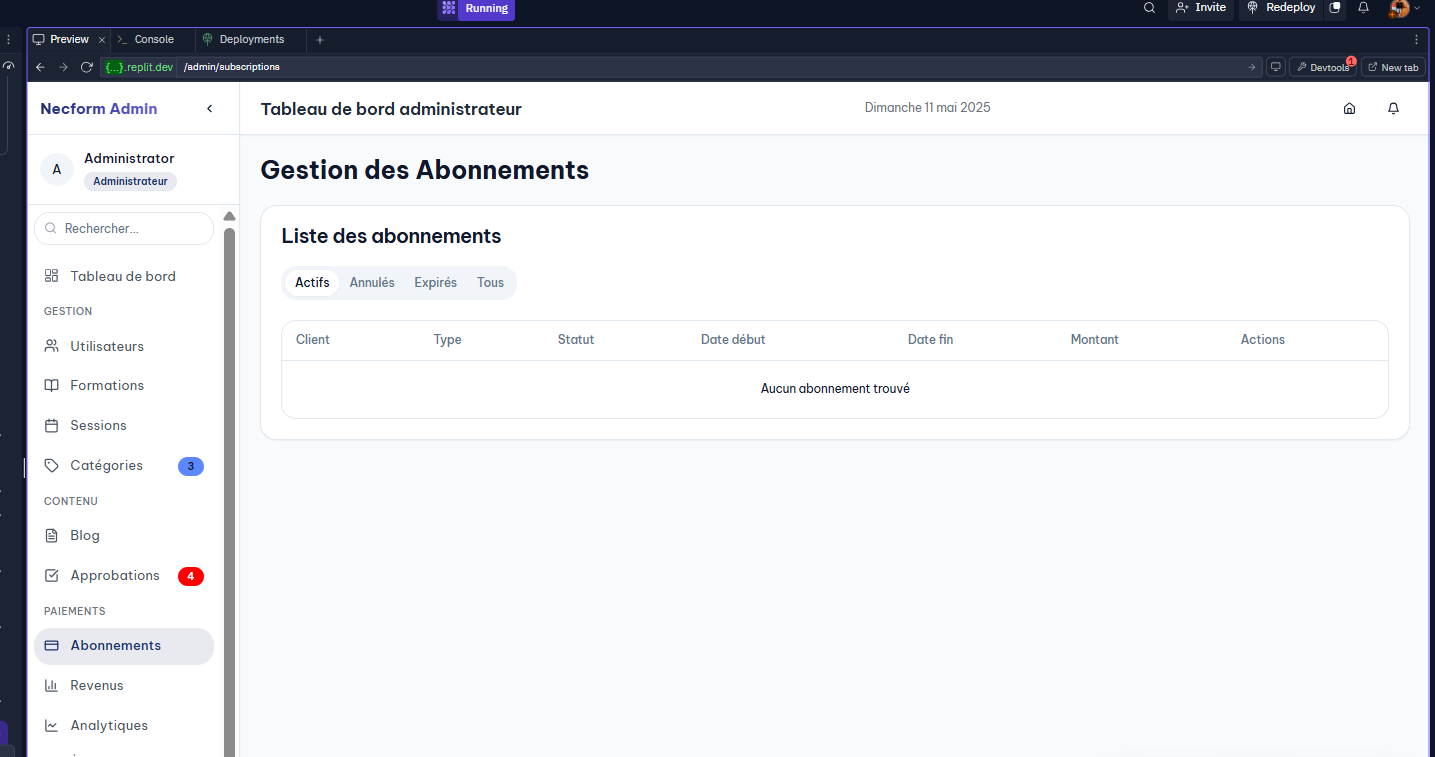 Running
Invite
Redeploy
Preview
Console
Deployments
{...}.replit.dev /admin/subscriptions
Devtools 1
New tab
Necform Admin
Tableau de bord administrateur
Dimanche 11 mai 2025
A
Administrator
Administrateur
Rechercher...
Tableau de bord
GESTION
Utilisateurs
Formations
Sessions
Catégories 3
CONTENU
Blog
Approbations 4
PAIEMENTS
Abonnements
Revenus
Analytiques
Gestion des Abonnements
Liste des abonnements
Actifs Annulés Expirés Tous
Client Type Statut Date début Date fin Montant Actions
Aucun abonnement trouvé